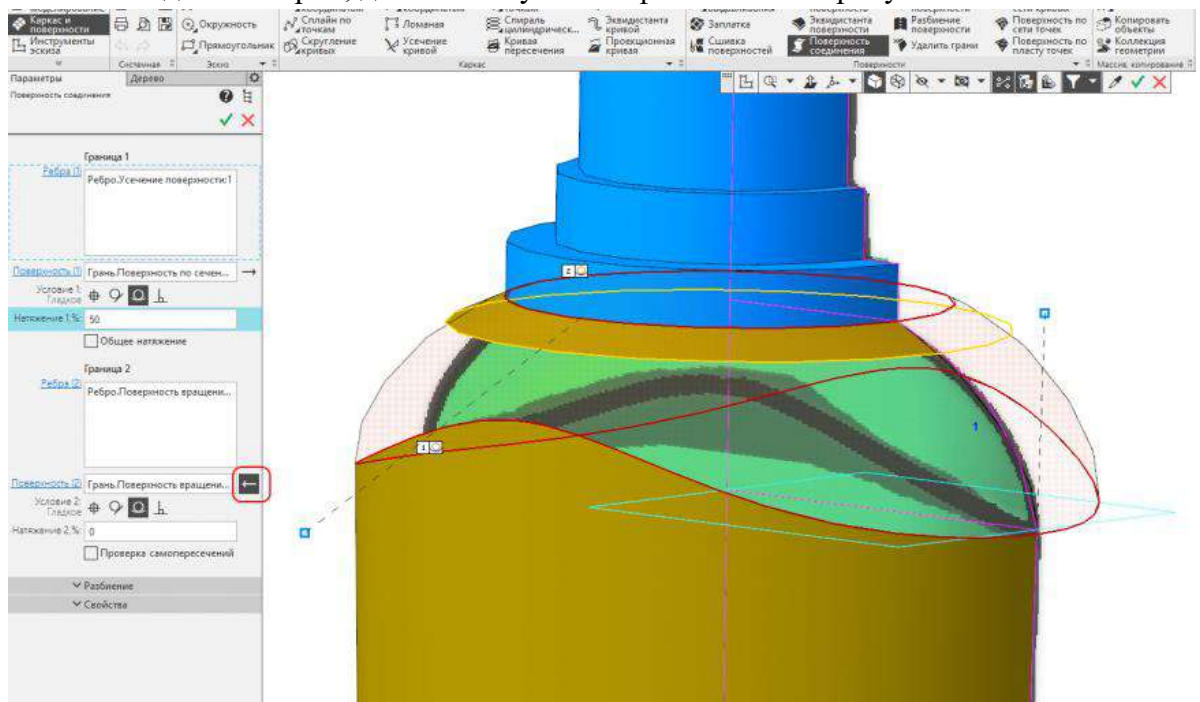 Каркас и
поверхности
Инструменты
эскиза
Системная
Окружность
Прямоугольник
Эскиз
Сплайн по
точкам
Скругление
кривых
Ломаная
Усечение
кривой
Спираль
цилиндрическ...
Кривая
пересечения
Эквидистанта
кривой
Проекционная
кривая
Каркас
Заплатка
Сшивка
поверхностей
Эквидистанта
поверхности
Поверхность
соединения
Разбиение
поверхности
Удалить грани
Поверхность по
сети точек
Поверхность по
пласту точек
Поверхности
Копировать
объекты
Коллекция
геометрии
Массив, копирование
Параметры
Дерево
Поверхность соединения
Граница 1
Ребра (1)
Ребро.Усечение поверхности:1
Поверхность (1) Грань.Поверхность по сечен...
Условие 1:
Гладкое
Натяжение 1,%: 50
Общее натяжение
Граница 2
Ребра (2)
Ребро.Поверхность вращени...
Поверхность (2) Грань.Поверхность вращени...
Условие 2:
Гладкое
Натяжение 2,%: 0
Проверка самопересечений
Разбиение
Свойства
2
1
1